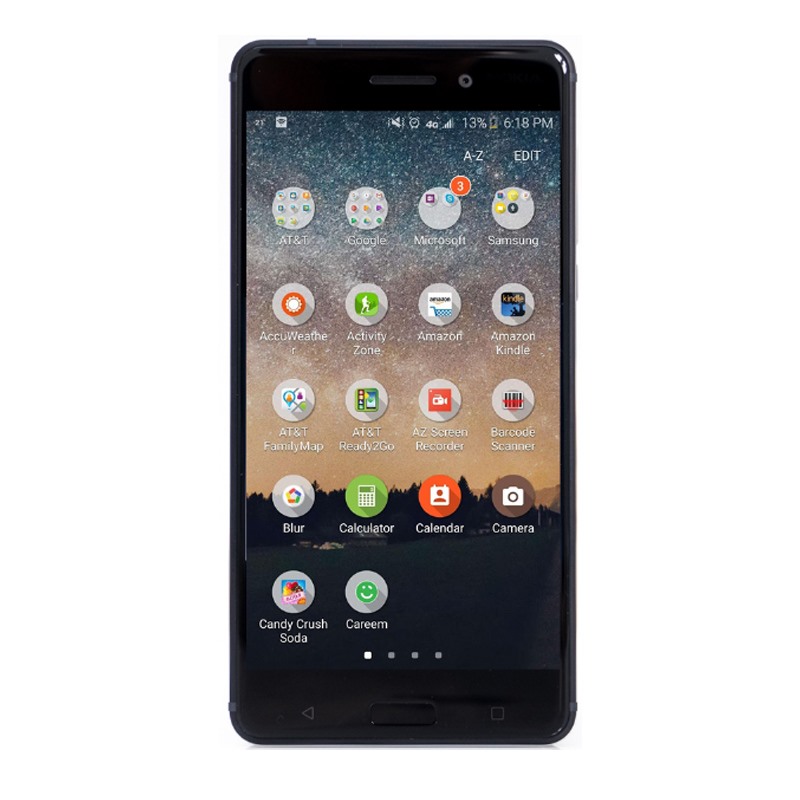 21 4G 13% 6:18 PM
A-Z EDIT
3
AT&T Google Microsoft Samsung
amazon kindle
AccuWeathe Activity Amazon Amazon
r Zone Kindle
AT&T AT&T AZ Screen Barcode
FamilyMap Ready2Go Recorder Scanner
Blur Calculator Calendar Camera
Candy Crush Careem
Soda